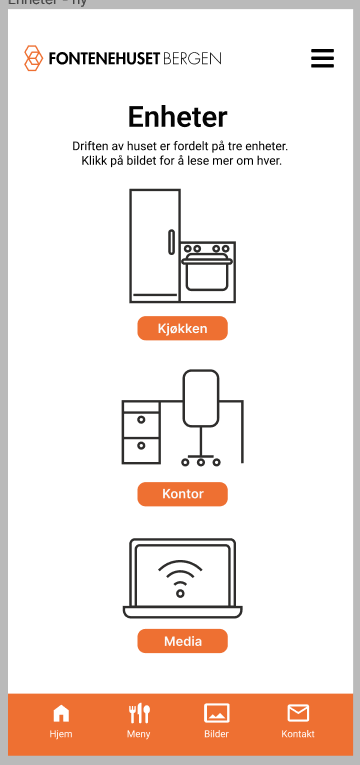 Enheter - ny
FONTENEHUSET BERGEN
Enheter
Driften av huset er fordelt på tre enheter.
Klikk på bildet for å lese mer om hver.
Kjøkken
Kontor
Media
Hjem
Meny
Bilder
Kontakt